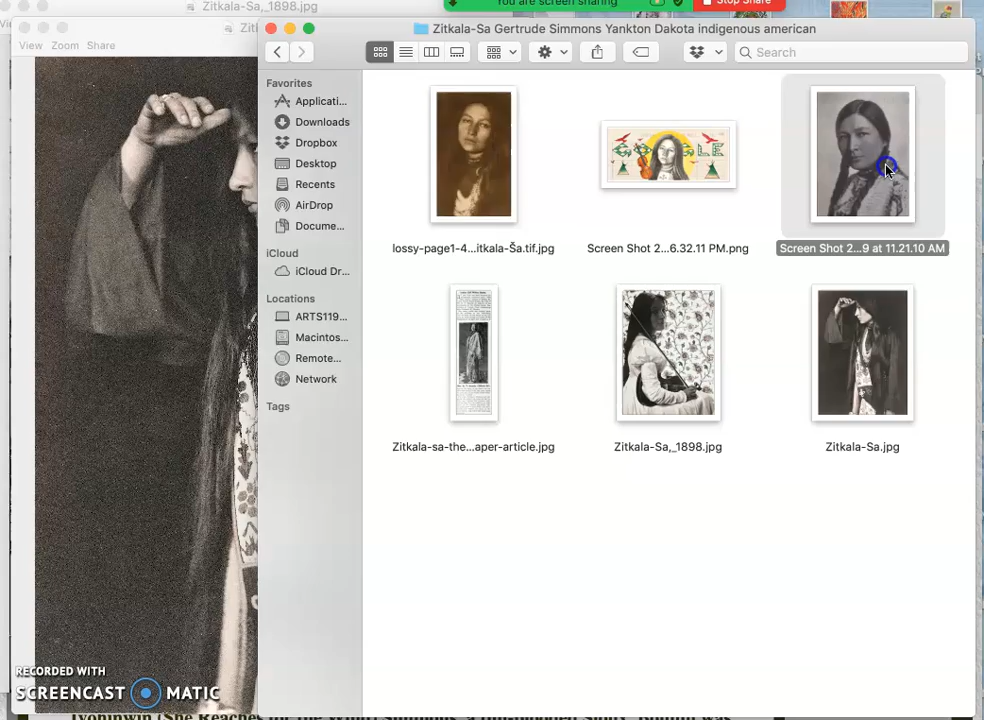 Zitkala-Sa,_1898.jpg
You are screen sharing
Stop Share
View Zoom Share
Zitkala-Sa Gertrude Simmons Yankton Dakota indigenous american
Search
Favorites
Applicati...
Downloads
Dropbox
Desktop
Recents
AirDrop
Docume...
iCloud
iCloud Dr...
Locations
ARTS119...
Macintos...
Remote...
Network
Tags
lossy-page1-4...itkala-Ša.tif.jpg
Screen Shot 2...6.32.11 PM.png
Screen Shot 2...9 at 11.21.10 AM
Zitkala-sa-the...aper-article.jpg
Zitkala-Sa,_1898.jpg
Zitkala-Sa.jpg
RECORDED WITH
SCREENCAST MATIC